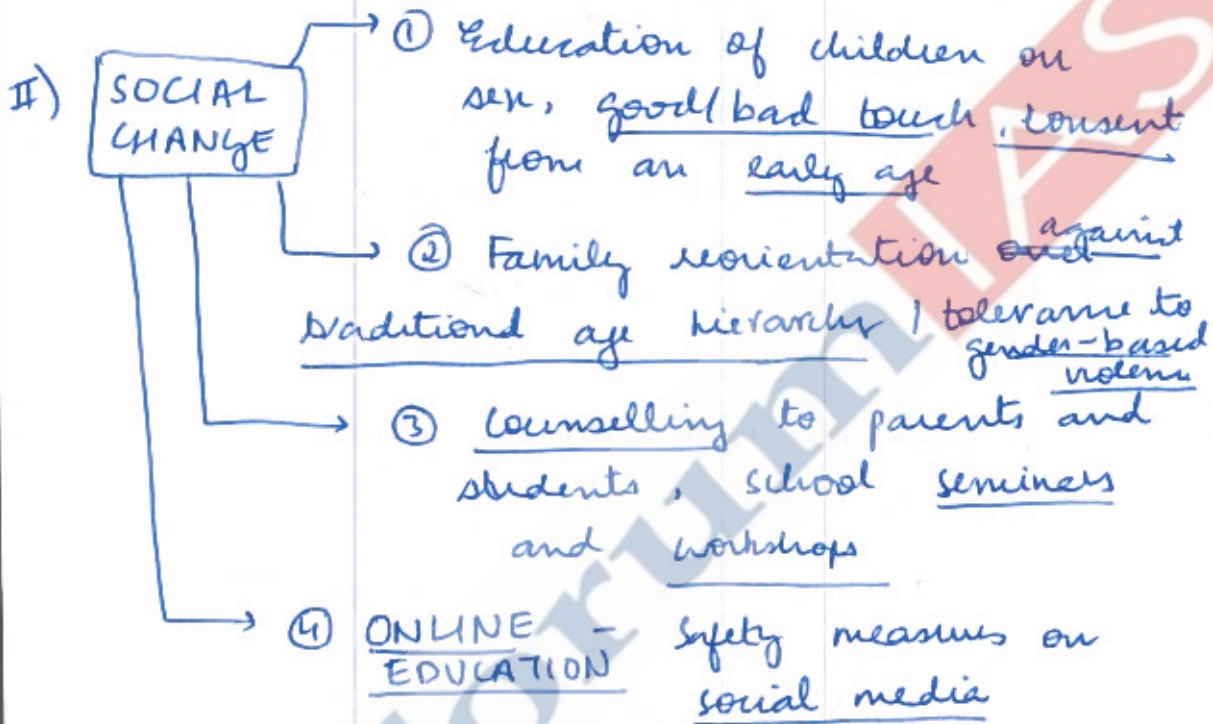 II) SOCIAL CHANGE
① Education of children on
sex, good/bad touch, consent
from an early age
② Family reorientation against
traditional age hierarchy / tolerance to
gender-based
violence
③ Counselling to parents and
students, school seminars
and workshops
④ ONLINE EDUCATION - Safety measures on
social media
forumIAS